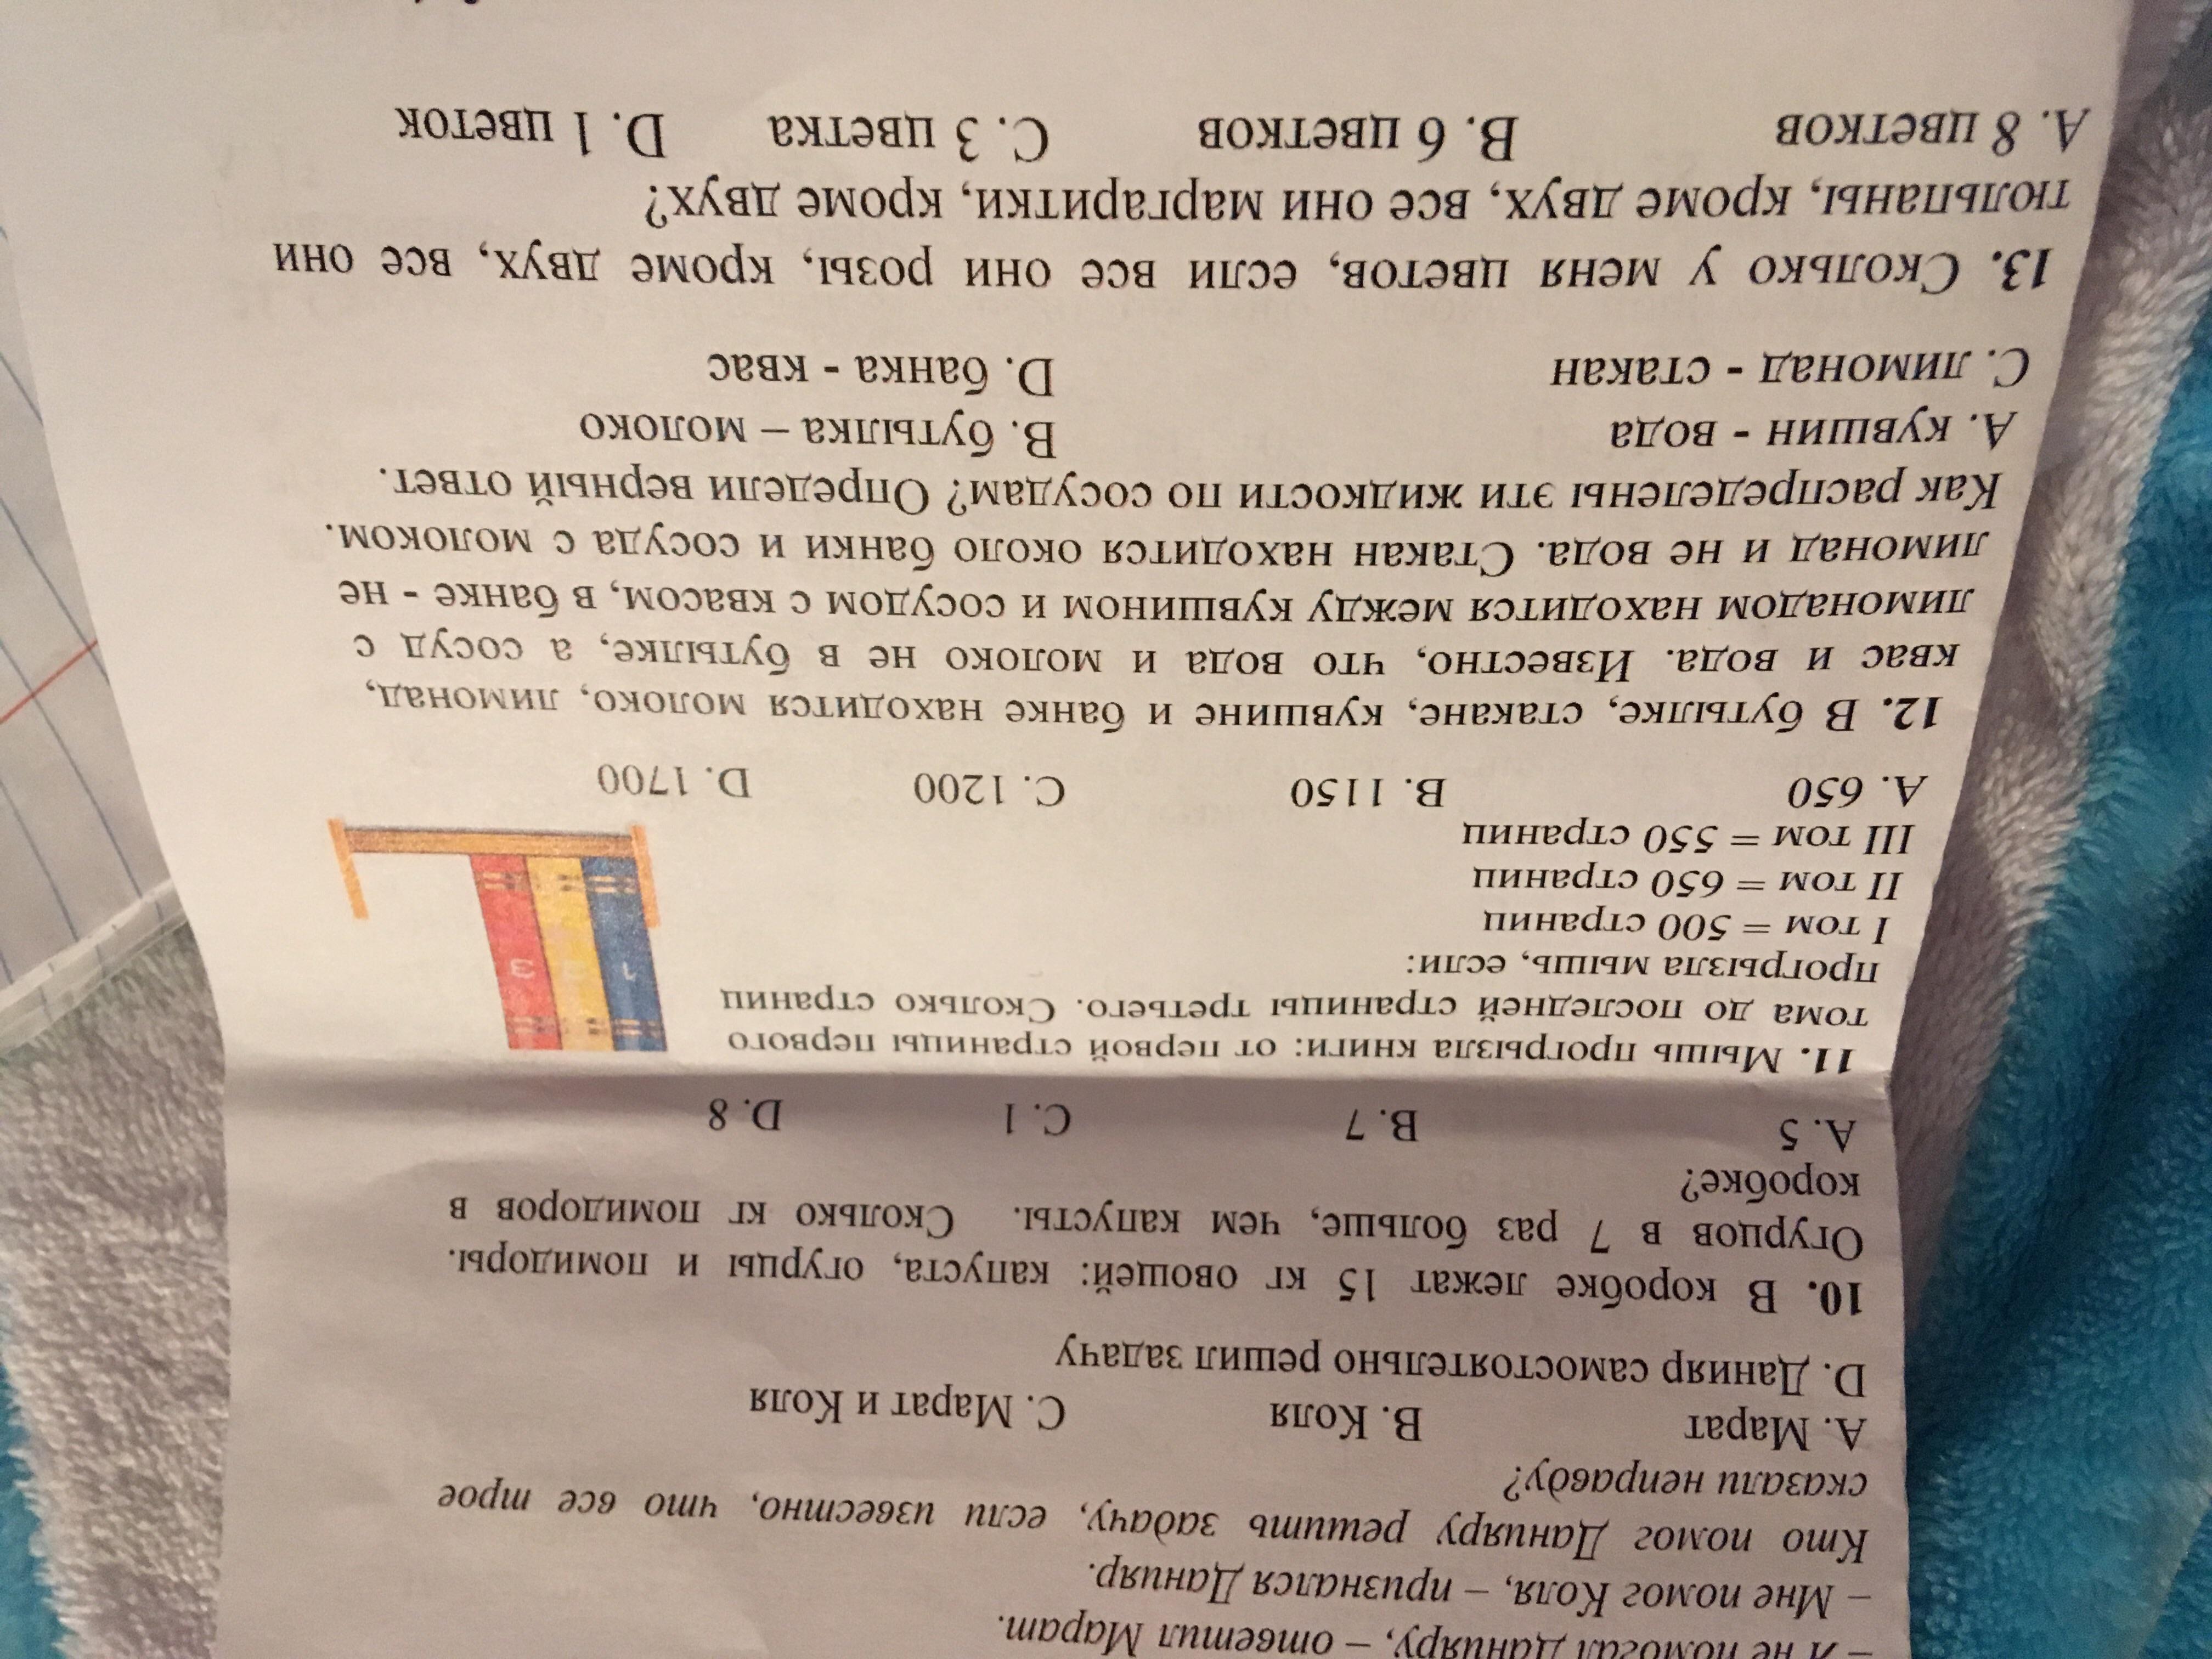 – Я не помогал Данияру, – ответил Марат.
– Мне помог Коля, – признался Данияр.
Кто помог Данияру решить задачу, если известно, что все трое
сказали неправду?
A. Марат B. Коля C. Марат и Коля
D. Данияр самостоятельно решил задачу
10. В коробке лежат 15 кг овощей: капуста, огурцы и помидоры.
Огурцов в 7 раз больше, чем капусты. Сколько кг помидоров в
коробке?
A. 5 B. 7 C. 1 D. 8
11. Мышь прогрызла книги: от первой страницы первого
тома до последней страницы третьего. Сколько страниц
прогрызла мышь, если:
I том = 500 страниц
II том = 650 страниц
III том = 550 страниц
1 2 3
A. 650 B. 1150 C. 1200 D. 1700
12. В бутылке, стакане, кувшине и банке находится молоко, лимонад,
квас и вода. Известно, что вода и молоко не в бутылке, а сосуд с
лимонадом находится между кувшином и сосудом с квасом, в банке - не
лимонад и не вода. Стакан находится около банки и сосуда с молоком.
Как распределены эти жидкости по сосудам? Определи верный ответ.
A. кувшин - вода B. бутылка – молоко
C. лимонад - стакан D. банка - квас
13. Сколько у меня цветов, если все они розы, кроме двух, все они
тюльпаны, кроме двух, все они маргаритки, кроме двух?
A. 8 цветков B. 6 цветков C. 3 цветка D. 1 цветок